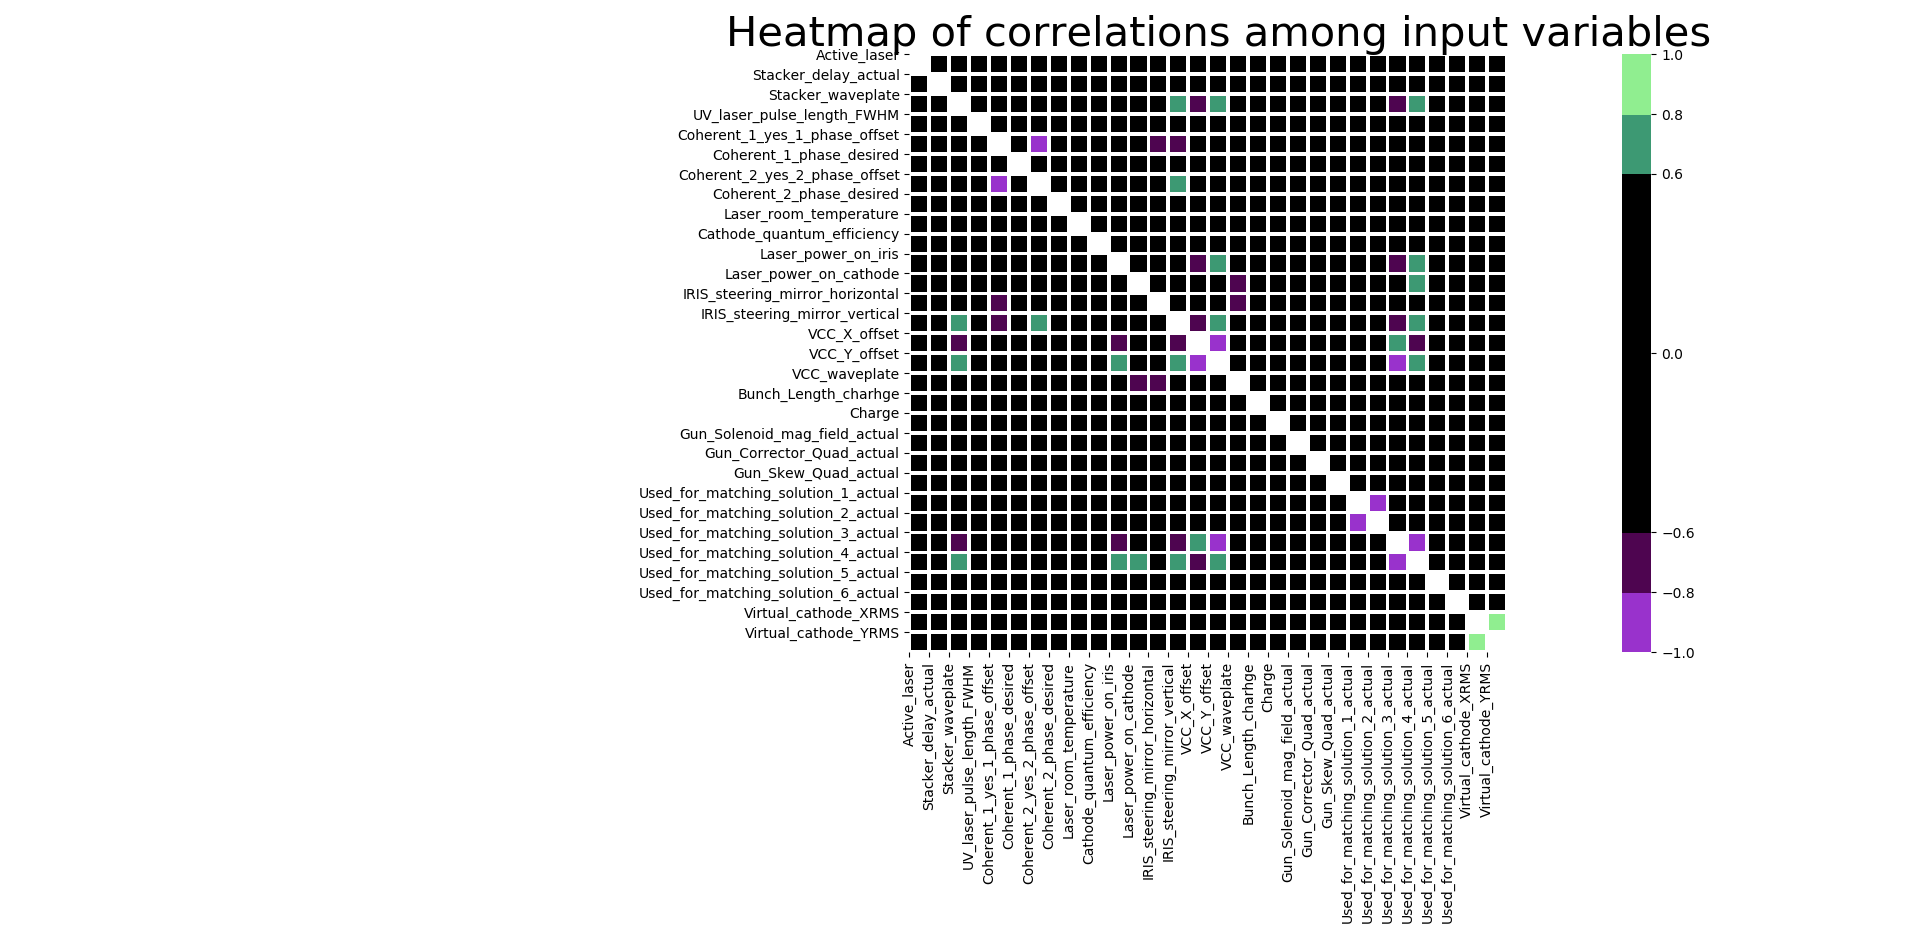 Heatmap of correlations among input variables
Active_laser
Stacker_delay_actual
Stacker_waveplate
UV_laser_pulse_length_FWHM
Coherent_1_yes_1_phase_offset
Coherent_1_phase_desired
Coherent_2_yes_2_phase_offset
Coherent_2_phase_desired
Laser_room_temperature
Cathode_quantum_efficiency
Laser_power_on_iris
Laser_power_on_cathode
IRIS_steering_mirror_horizontal
IRIS_steering_mirror_vertical
VCC_X_offset
VCC_Y_offset
VCC_waveplate
Bunch_Length_charhge
Charge
Gun_Solenoid_mag_field_actual
Gun_Corrector_Quad_actual
Gun_Skew_Quad_actual
Used_for_matching_solution_1_actual
Used_for_matching_solution_2_actual
Used_for_matching_solution_3_actual
Used_for_matching_solution_4_actual
Used_for_matching_solution_5_actual
Used_for_matching_solution_6_actual
Virtual_cathode_XRMS
Virtual_cathode_YRMS
Active_laser
Stacker_delay_actual
Stacker_waveplate
UV_laser_pulse_length_FWHM
Coherent_1_yes_1_phase_offset
Coherent_1_phase_desired
Coherent_2_yes_2_phase_offset
Coherent_2_phase_desired
Laser_room_temperature
Cathode_quantum_efficiency
Laser_power_on_iris
Laser_power_on_cathode
IRIS_steering_mirror_horizontal
IRIS_steering_mirror_vertical
VCC_X_offset
VCC_Y_offset
VCC_waveplate
Bunch_Length_charhge
Charge
Gun_Solenoid_mag_field_actual
Gun_Corrector_Quad_actual
Gun_Skew_Quad_actual
Used_for_matching_solution_1_actual
Used_for_matching_solution_2_actual
Used_for_matching_solution_3_actual
Used_for_matching_solution_4_actual
Used_for_matching_solution_5_actual
Used_for_matching_solution_6_actual
Virtual_cathode_XRMS
Virtual_cathode_YRMS
1.0
0.8
0.6
0.0
−0.6
−0.8
−1.0